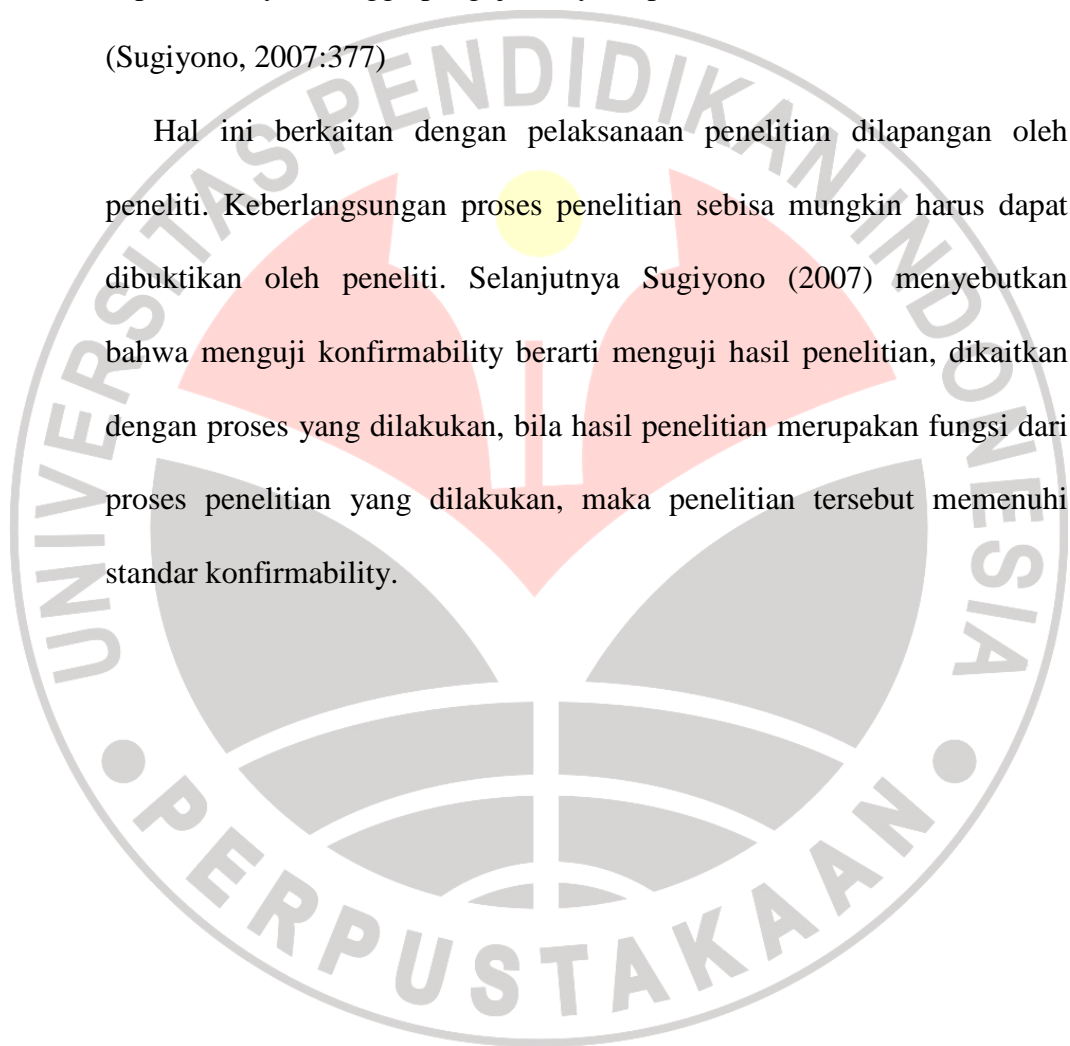 (Sugiyono, 2007:377)
Hal ini berkaitan dengan pelaksanaan penelitian dilapangan oleh
peneliti. Keberlangsungan proses penelitian sebisa mungkin harus dapat
dibuktikan oleh peneliti. Selanjutnya Sugiyono (2007) menyebutkan
bahwa menguji konfirmability berarti menguji hasil penelitian, dikaitkan
dengan proses yang dilakukan, bila hasil penelitian merupakan fungsi dari
proses penelitian yang dilakukan, maka penelitian tersebut memenuhi
standar konfirmability.
UNIVERSITAS PENDIDIKAN INDONESIA
PERPUSTAKAAN